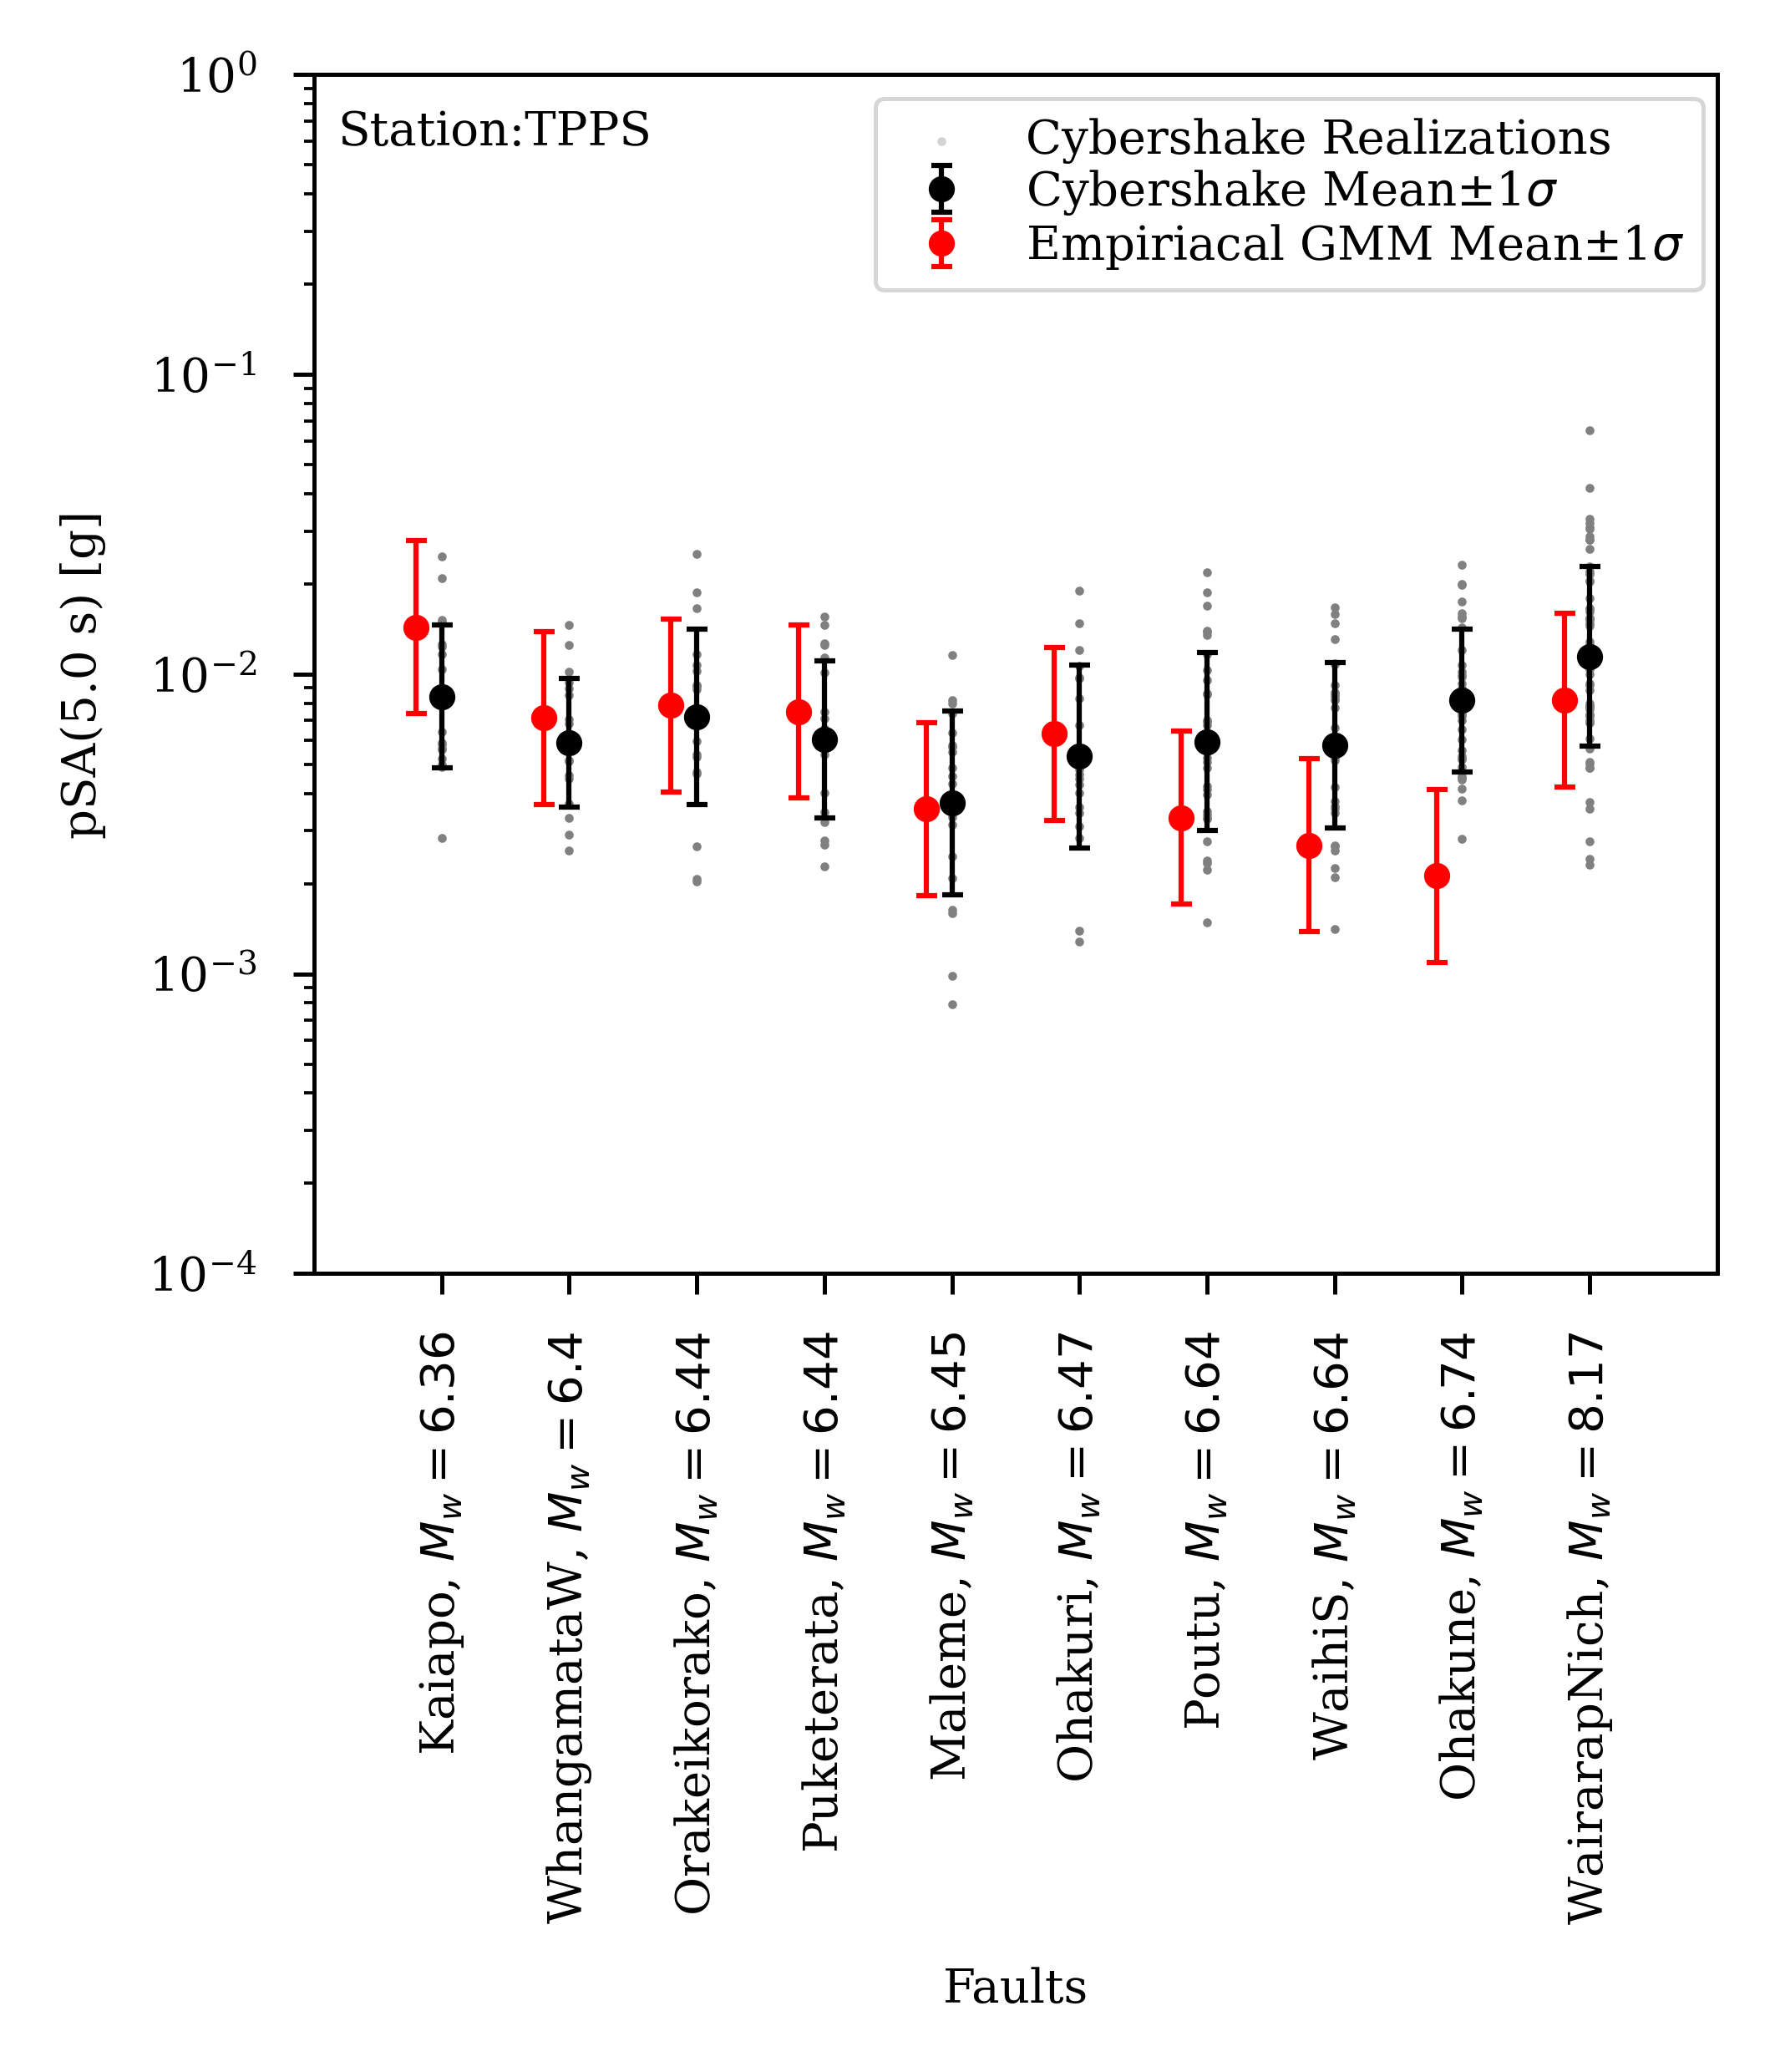 10⁰
10⁻¹
10⁻²
10⁻³
10⁻⁴
pSA(5.0 s) [g]
Station:TPPS
Cybershake Realizations
Cybershake Mean±1σ
Empiriacal GMM Mean±1σ
Kaiapo, M_w = 6.36
WhangamataW, M_w = 6.4
Orakeikorako, M_w = 6.44
Puketerata, M_w = 6.44
Maleme, M_w = 6.45
Ohakuri, M_w = 6.47
Poutu, M_w = 6.64
WaihiS, M_w = 6.64
Ohakune, M_w = 6.74
WairarapNich, M_w = 8.17
Faults